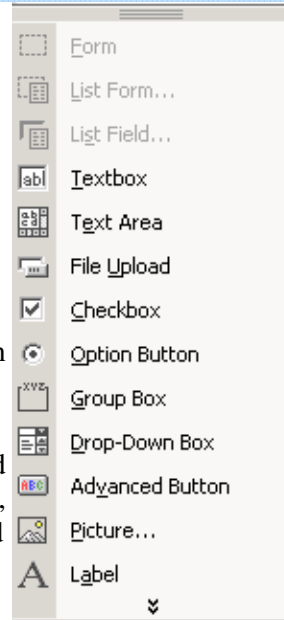 Form
List Form...
List Field...
Textbox
Text Area
File Upload
Checkbox
Option Button
Group Box
Drop-Down Box
Advanced Button
Picture...
Label